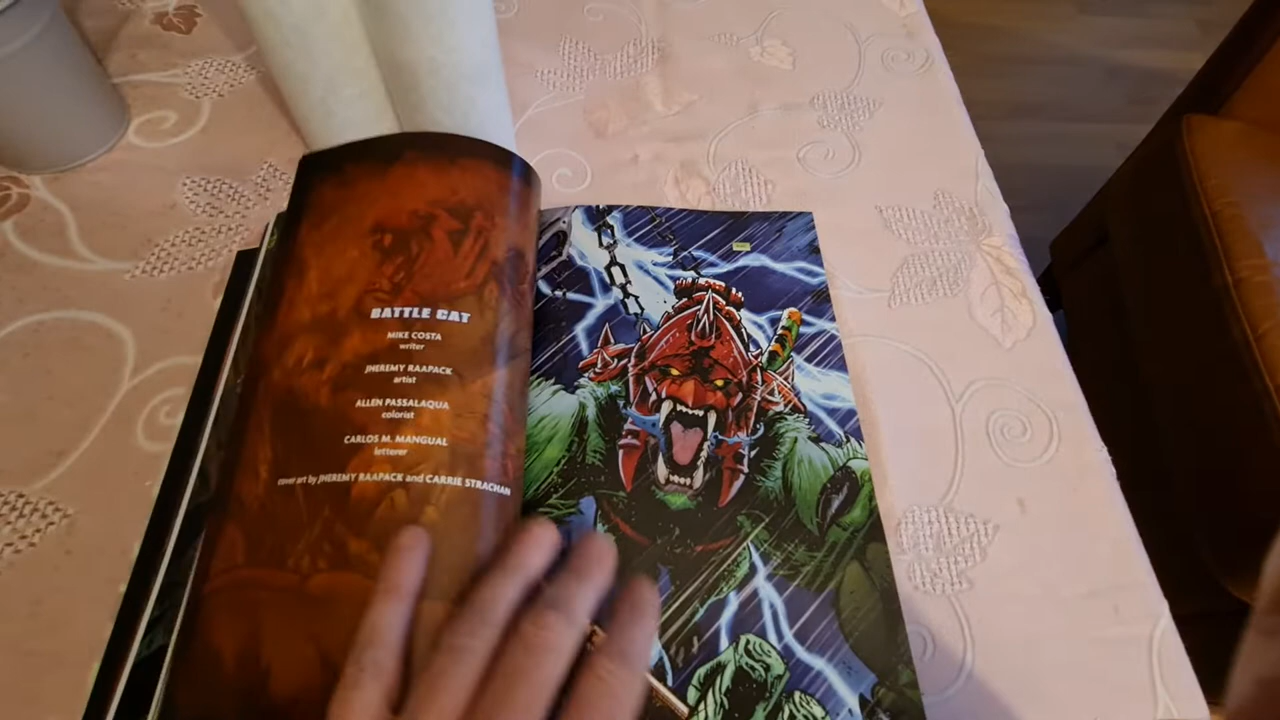 BATTLE CAT
MIKE COSTA
writer
JHEREMY RAAPACK
artist
ALLEN PASSALAQUA
colorist
CARLOS M. MANGUAL
letterer
cover art by JHEREMY RAAPACK and CARRIE STRACHAN